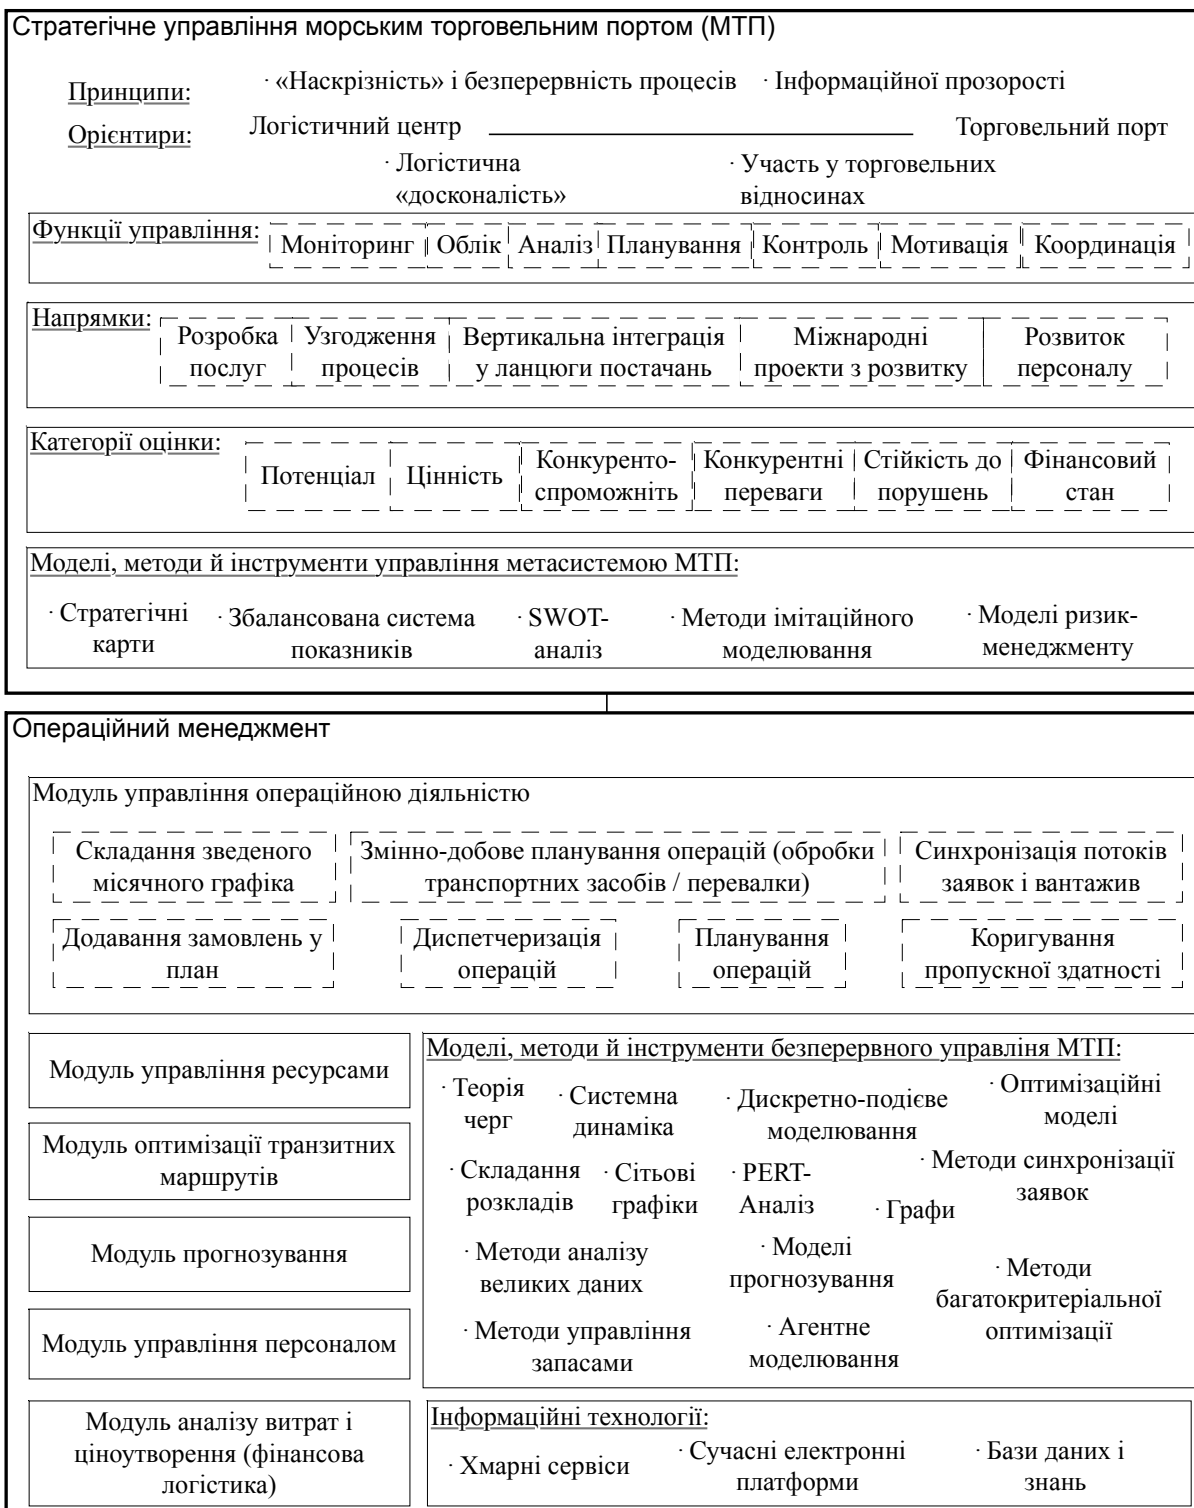 Стратегічне управління морським торговельним портом (МТП)
Принципи: · «Наскрізність» і безперервність процесів · Інформаційної прозорості
Орієнтири: Логістичний центр Торговельний порт
· Логістична «досконалість»
· Участь у торговельних відносинах
Функції управління: Моніторинг Облік Аналіз Планування Контроль Мотивація Координація
Напрямки:
Розробка послуг
Узгодження процесів
Вертикальна інтеграція у ланцюги постачань
Міжнародні проекти з розвитку
Розвиток персоналу
Категорії оцінки:
Потенціал
Цінність
Конкуренто-
спроможніть
Конкурентні переваги
Стійкість до порушень
Фінансовий стан
Моделі, методи й інструменти управління метасистемою МТП:
· Стратегічні карти
· Збалансована система показників
· SWOT-
аналіз
· Методи імітаційного моделювання
· Моделі ризик-
менеджменту
Операційний менеджмент
Модуль управління операційною діяльністю
Складання зведеного місячного графіка
Змінно-добове планування операцій (обробки транспортних засобів / перевалки)
Синхронізація потоків заявок і вантажив
Додавання замовлень у план
Диспетчеризація операцій
Планування операцій
Коригування пропускної здатності
Модуль управління ресурсами
Модуль оптимізації транзитних маршрутів
Модуль прогнозування
Модуль управління персоналом
Модуль аналізу витрат і ціноутворення (фінансова логістика)
Моделі, методи й інструменти безперервного управліня МТП:
· Теорія черг
· Системна динаміка
· Дискретно-подієве моделювання
· Оптимізаційні моделі
· Складання розкладів
· Сітьові графіки
· PERT-
Аналіз
· Графи
· Методи синхронізації заявок
· Методи аналізу великих даних
· Моделі прогнозування
· Методи багатокритеріальної оптимізації
· Методи управління запасами
· Агентне моделювання
Інформаційні технології:
· Хмарні сервіси
· Сучасні електронні платформи
· Бази даних і знань